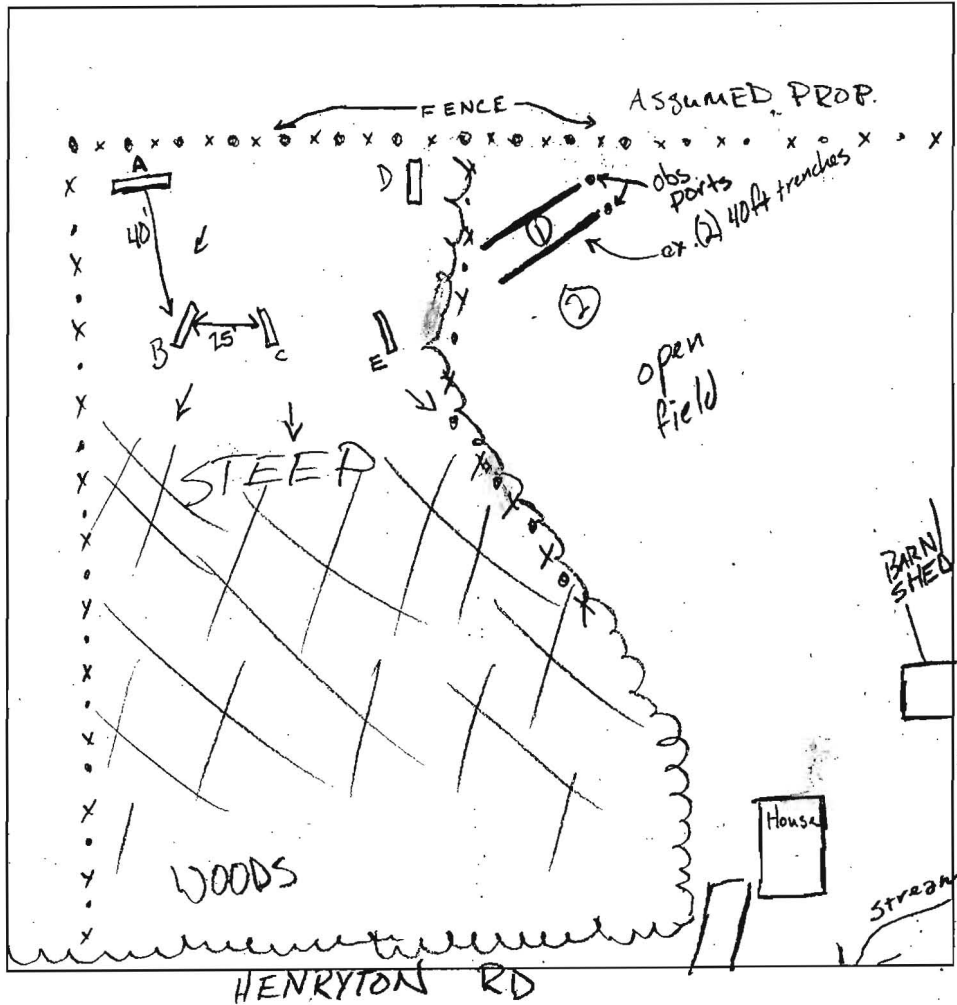 FENCE
ASSUMED PROP.
A
D
obs.
ports
ex. (2) 40ft trenches
40'
1
2
B
25'
C
E
open
field
STEEP
BARN/
SHED
House
WOODS
stream
HENRYTON RD